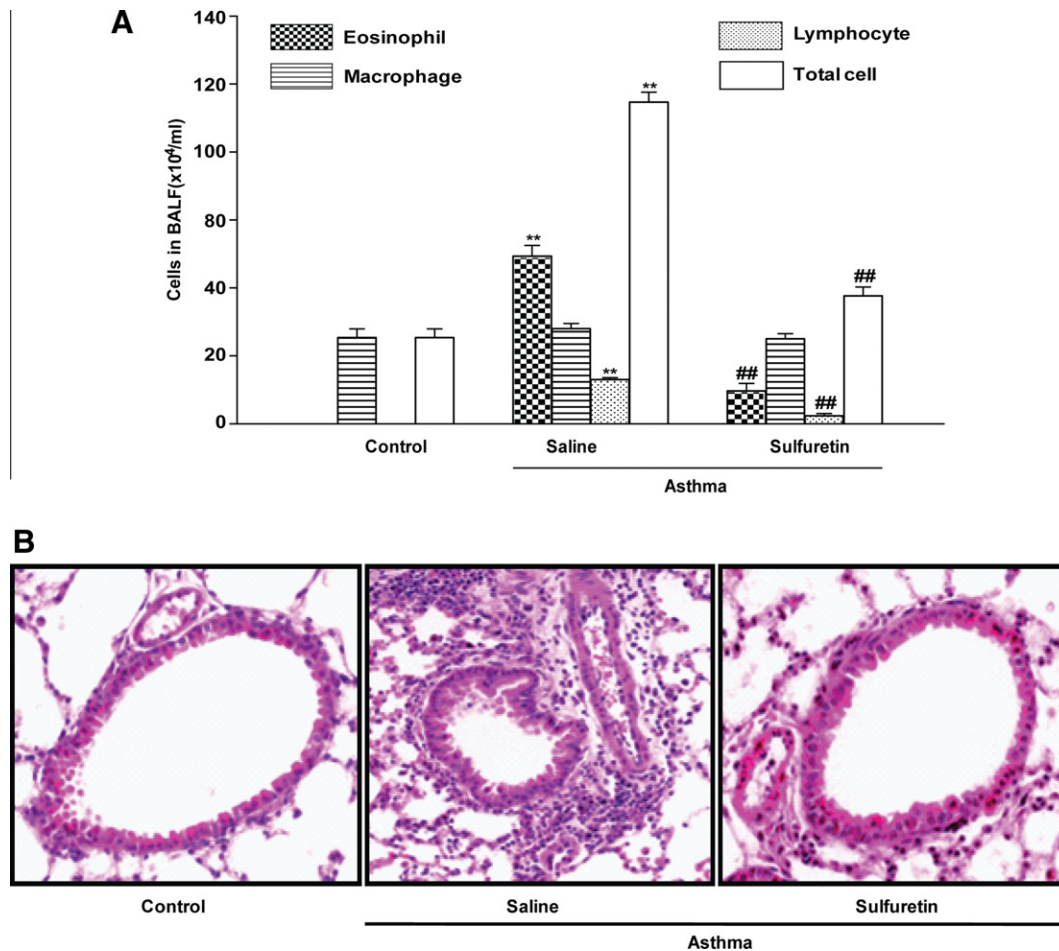 A
Eosinophil
Macrophage
Lymphocyte
Total cell
Cells in BALF(x10⁴/ml)
140
120
100
80
60
40
20
0
**
**
**
##
##
##
Control
Saline
Sulfuretin
Asthma
B
Control
Saline
Sulfuretin
Asthma